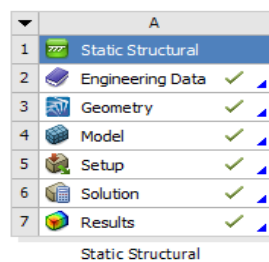 A
1 Static Structural
2 Engineering Data
3 Geometry
4 Model
5 Setup
6 Solution
7 Results
Static Structural